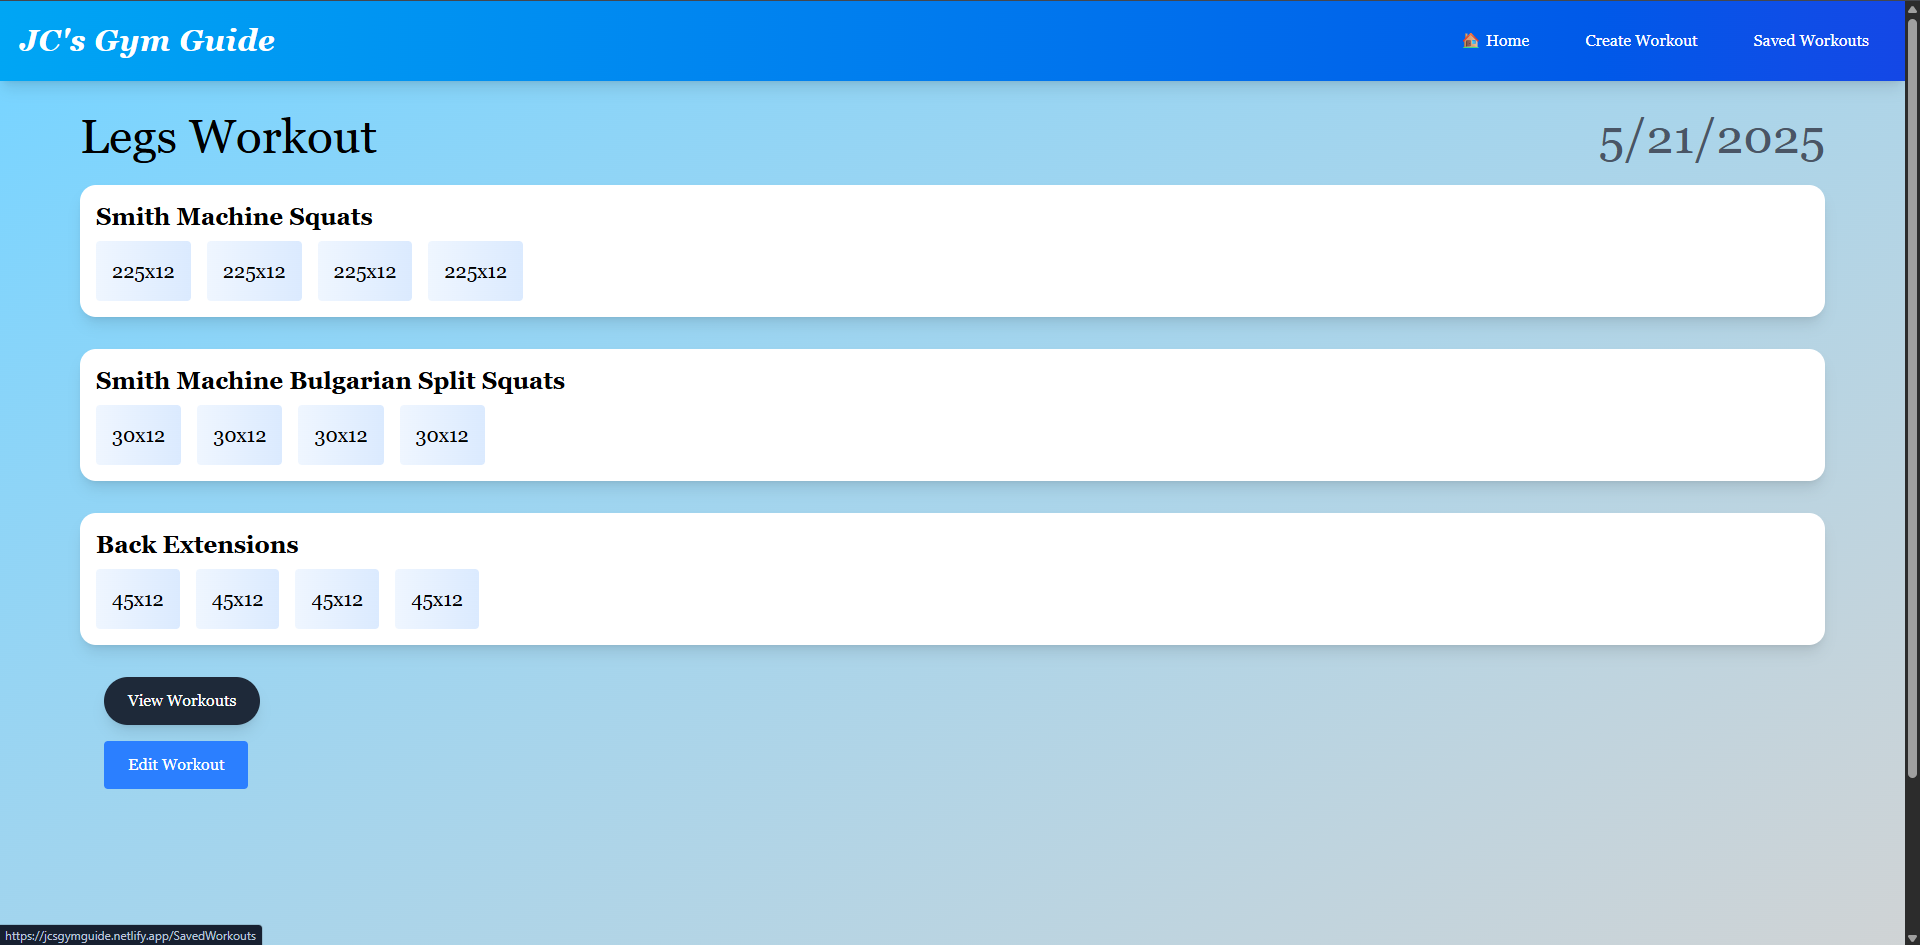 JC's Gym Guide
Home Create Workout Saved Workouts
Legs Workout 5/21/2025
Smith Machine Squats
225x12 225x12 225x12 225x12
Smith Machine Bulgarian Split Squats
30x12 30x12 30x12 30x12
Back Extensions
45x12 45x12 45x12 45x12
View Workouts
Edit Workout
https://jcsgymguide.netlify.app/SavedWorkouts